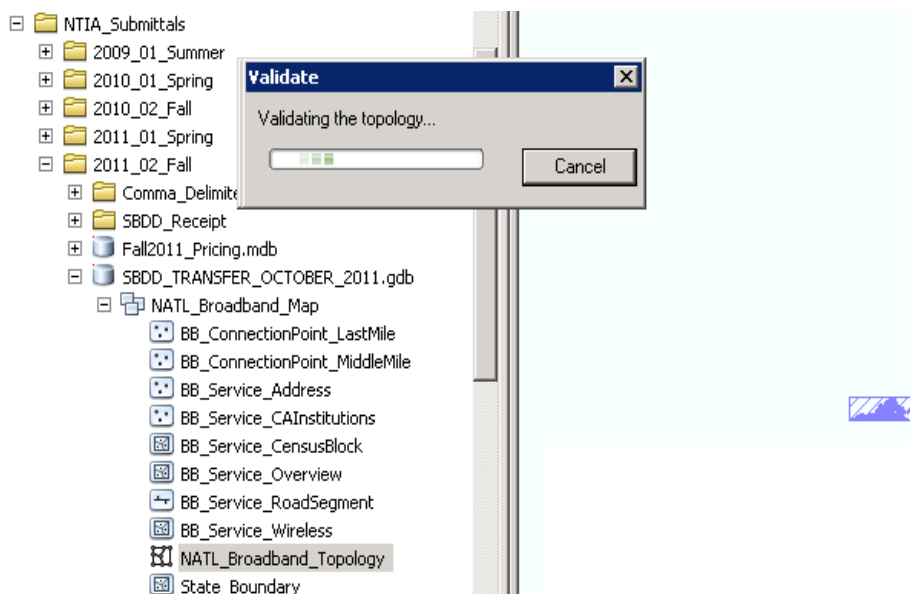 NTIA_Submittals
2009_01_Summer
2010_01_Spring
2010_02_Fall
2011_01_Spring
2011_02_Fall
Validate
Validating the topology...
Cancel
Comma_Delimite
SBDD_Receipt
Fall2011_Pricing.mdb
SBDD_TRANSFER_OCTOBER_2011.gdb
NATL_Broadband_Map
BB_ConnectionPoint_LastMile
BB_ConnectionPoint_MiddleMile
BB_Service_Address
BB_Service_CAInstitutions
BB_Service_CensusBlock
BB_Service_Overview
BB_Service_RoadSegment
BB_Service_Wireless
NATL_Broadband_Topology
State_Boundary